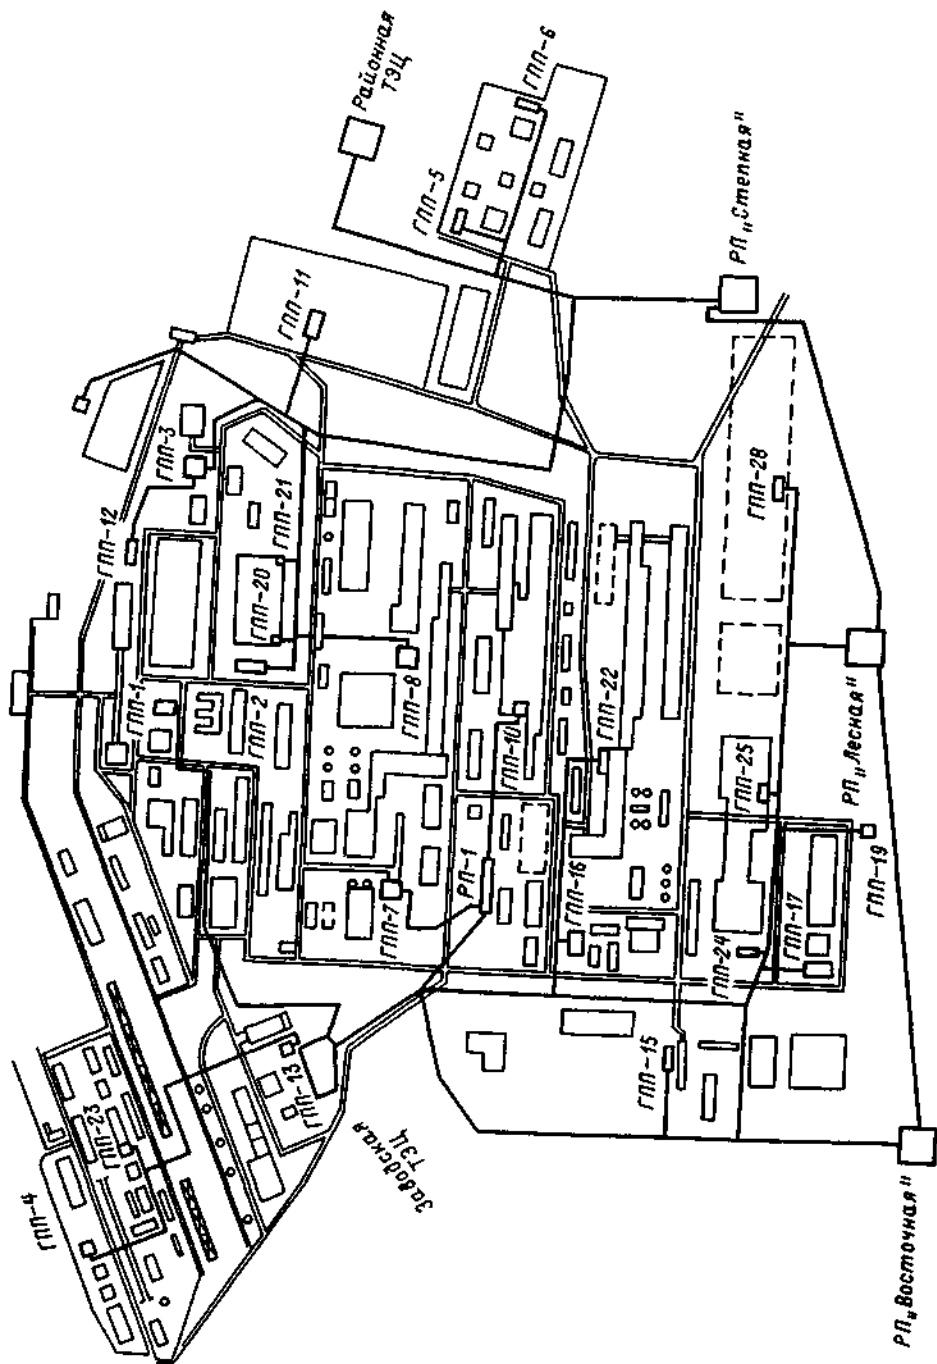 ГПП-6
Районная
ТЭЦ
ГПП-5
РП „Степная"
ГПП-11
ГПП-3
ГПП-12
ГПП-21
ГПП-20
ГПП-28
ГПП-1
ГПП-2
ГПП-8
ГПП-10
ГПП-22
ГПП-25
РП „Лесная"
ГПП-7
РП-1
ГПП-16
ГПП-24
ГПП-17
ГПП-19
ГПП-4
ГПП-23
ГПП-13
Заводская
ТЭЦ
ГПП-15
РП „Восточная"